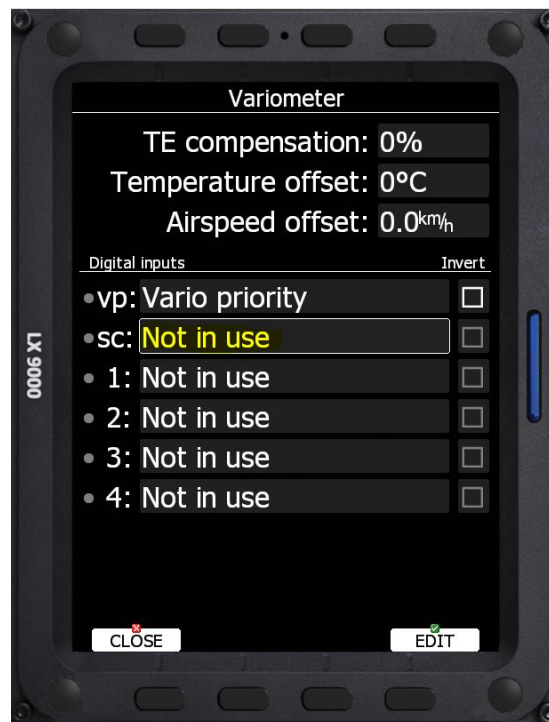 Variometer
TE compensation: 0%
Temperature offset: 0°C
Airspeed offset: 0.0km/h
Digital inputs Invert
vp: Vario priority
sc: Not in use
1: Not in use
2: Not in use
3: Not in use
4: Not in use
CLOSE EDIT
LX 9000